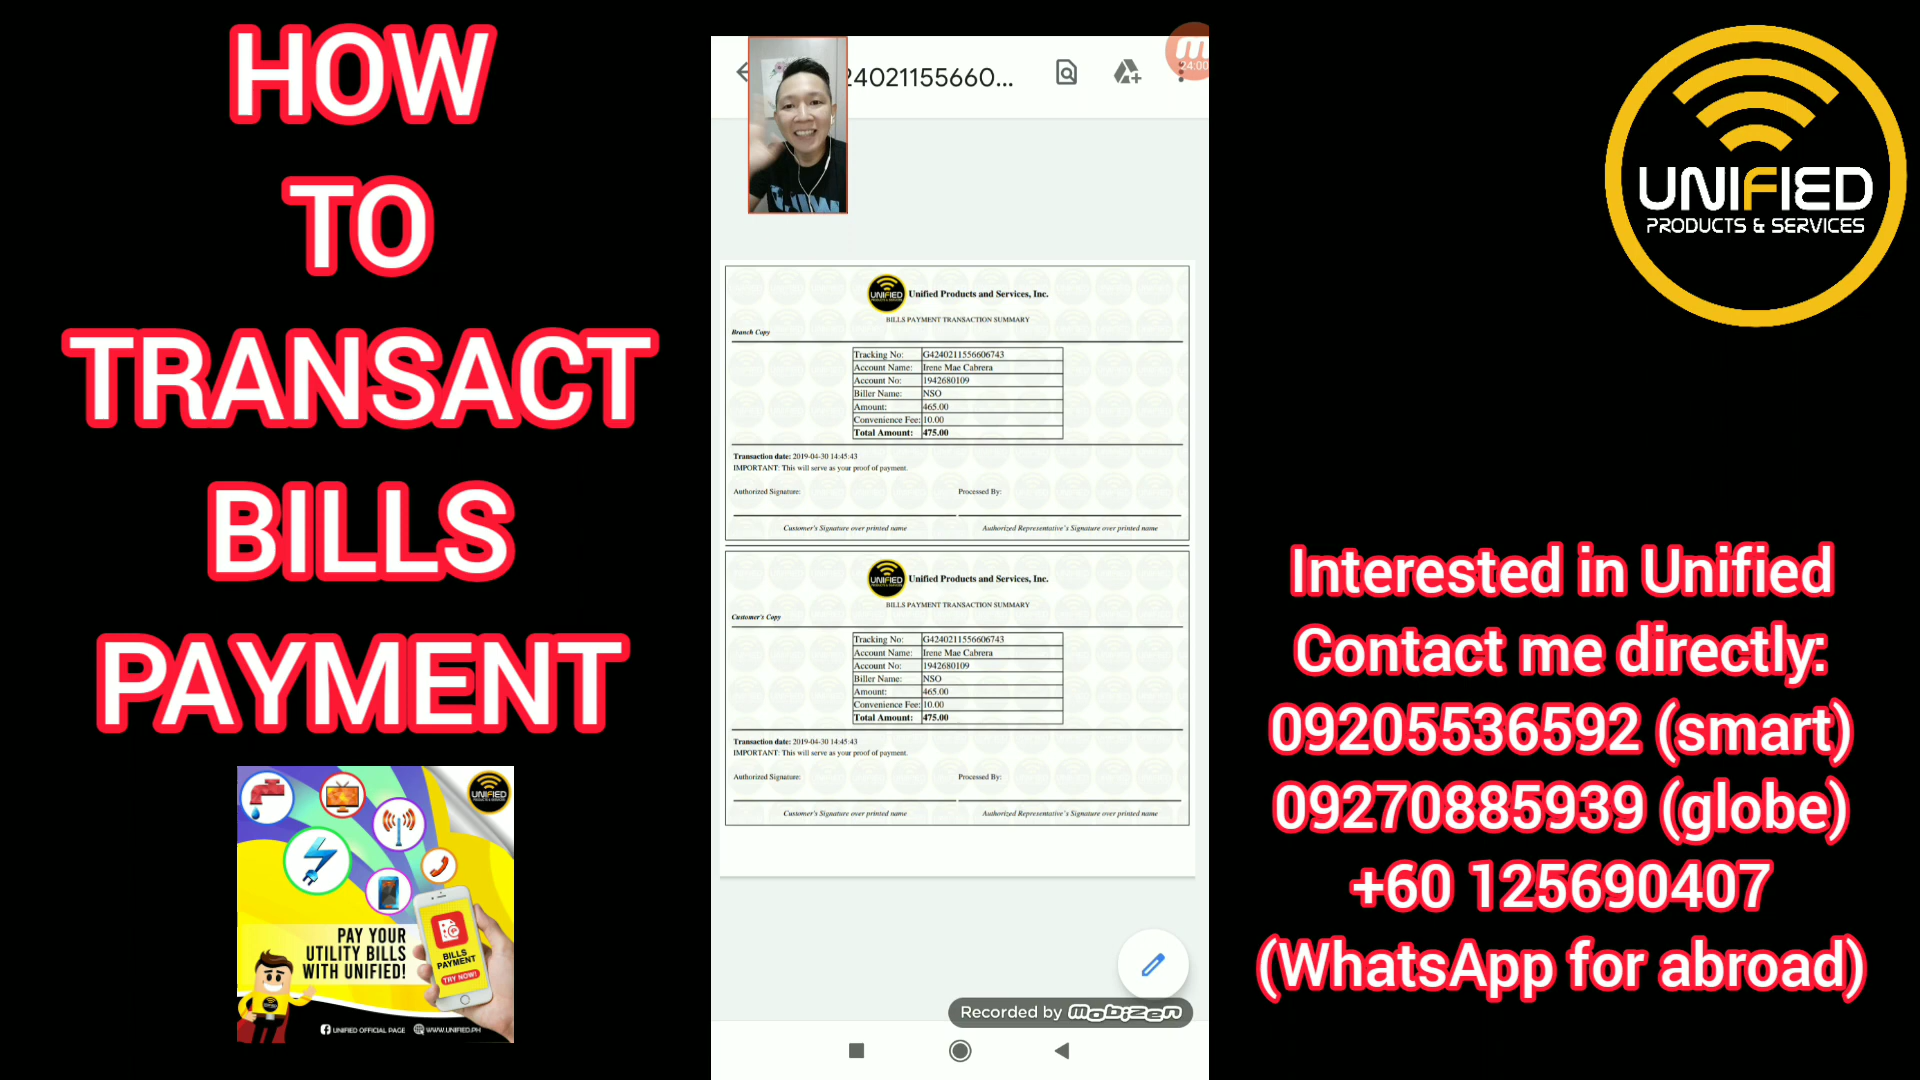 HOW
TO
TRANSACT
BILLS
PAYMENT
PAY YOUR
UTILITY BILLS
WITH UNIFIED!
BILLS
PAYMENT
TRY NOW!
UNIFIED
PRODUCTS & SERVICES
UNIFIED OFFICIAL PAGE WWW.UNIFIED.PH
24021155660...
24:00
UNIFIED
Unified Products and Services, Inc.
BILLS PAYMENT TRANSACTION SUMMARY
Branch Copy
Tracking No: G4240211556606743
Account Name: Irene Mae Cabrera
Account No: 1942680109
Biller Name: NSO
Amount: 465.00
Convenience Fee: 10.00
Total Amount: 475.00
Transaction date: 2019-04-30 14:45:43
IMPORTANT: This will serve as your proof of payment.
Authorized Signature: Processed By:
Customer's Signature over printed name Authorized Representative's Signature over printed name
UNIFIED
Unified Products and Services, Inc.
BILLS PAYMENT TRANSACTION SUMMARY
Customer's Copy
Tracking No: G4240211556606743
Account Name: Irene Mae Cabrera
Account No: 1942680109
Biller Name: NSO
Amount: 465.00
Convenience Fee: 10.00
Total Amount: 475.00
Transaction date: 2019-04-30 14:45:43
IMPORTANT: This will serve as your proof of payment.
Authorized Signature: Processed By:
Customer's Signature over printed name Authorized Representative's Signature over printed name
Recorded by mobizen
UNIFIED
PRODUCTS & SERVICES
Interested in Unified
Contact me directly:
09205536592 (smart)
09270885939 (globe)
+60 125690407
(WhatsApp for abroad)